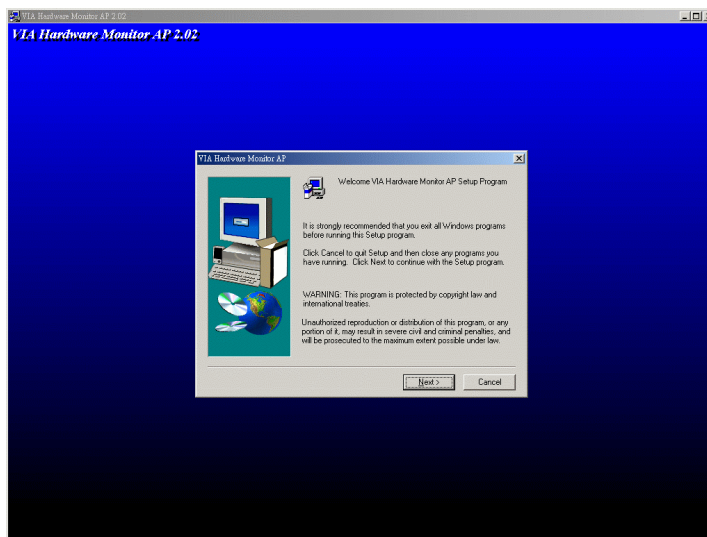 VIA Hardware Monitor AP 2.02
VIA Hardware Monitor AP 2.02
VIA Hardware Monitor AP
Welcome VIA Hardware Monitor AP Setup Program
It is strongly recommended that you exit all Windows programs
before running this Setup program.
Click Cancel to quit Setup and then close any programs you
have running. Click Next to continue with the Setup program.
WARNING: This program is protected by copyright law and
international treaties.
Unauthorized reproduction or distribution of this program, or any
portion of it, may result in severe civil and criminal penalties, and
will be prosecuted to the maximum extent possible under law.
Next >
Cancel